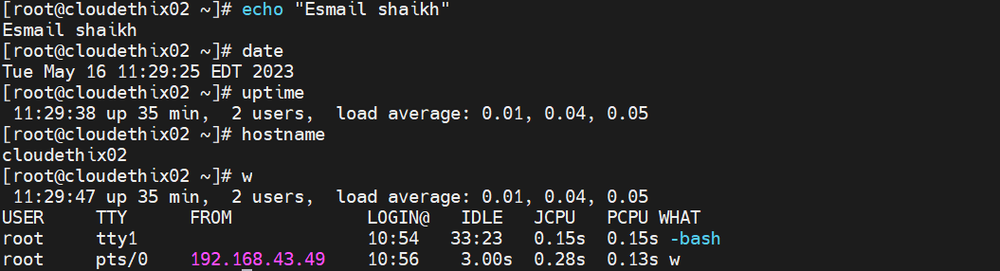 [root@cloudethix02 ~]# echo "Esmail shaikh"
Esmail shaikh
[root@cloudethix02 ~]# date
Tue May 16 11:29:25 EDT 2023
[root@cloudethix02 ~]# uptime
 11:29:38 up 35 min,  2 users,  load average: 0.01, 0.04, 0.05
[root@cloudethix02 ~]# hostname
cloudethix02
[root@cloudethix02 ~]# w
 11:29:47 up 35 min,  2 users,  load average: 0.01, 0.04, 0.05
USER     TTY      FROM             LOGIN@   IDLE   JCPU   PCPU WHAT
root     tty1                      10:54   33:23   0.15s  0.15s -bash
root     pts/0    192.168.43.49    10:56    3.00s  0.28s  0.13s w